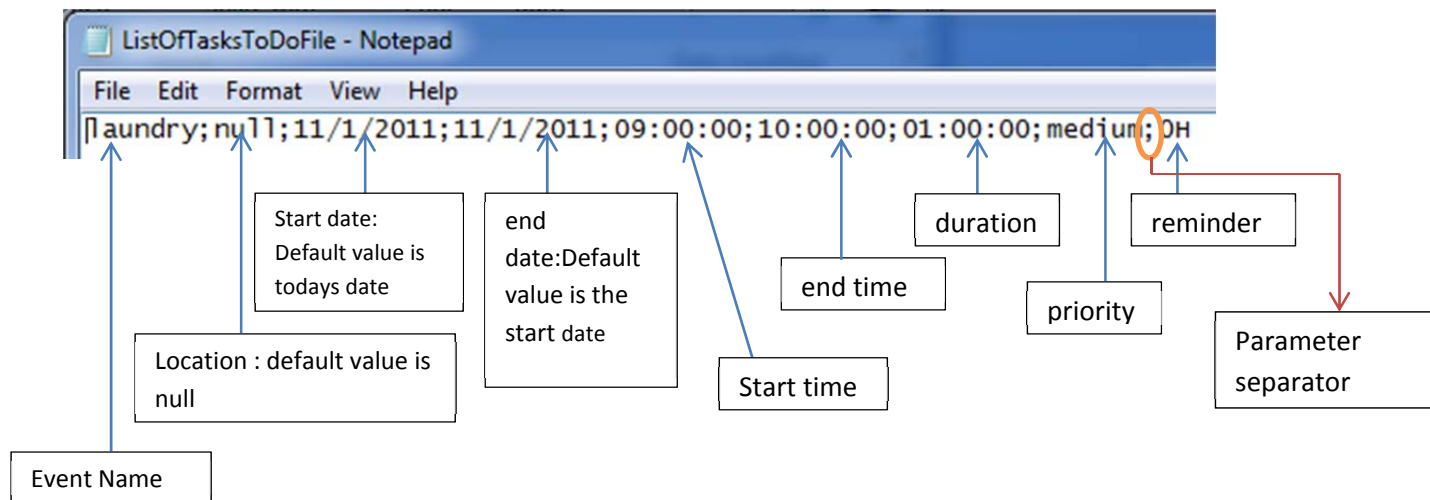 ListOfTasksToDoFile - Notepad
File Edit Format View Help
laundry;null;11/1/2011;11/1/2011;09:00:00;10:00:00;01:00:00;medium;0H
Start date:
Default value is
todays date
end
date:Default
value is the
start date
duration
reminder
end time
priority
Location : default value is
null
Start time
Parameter
separator
Event Name